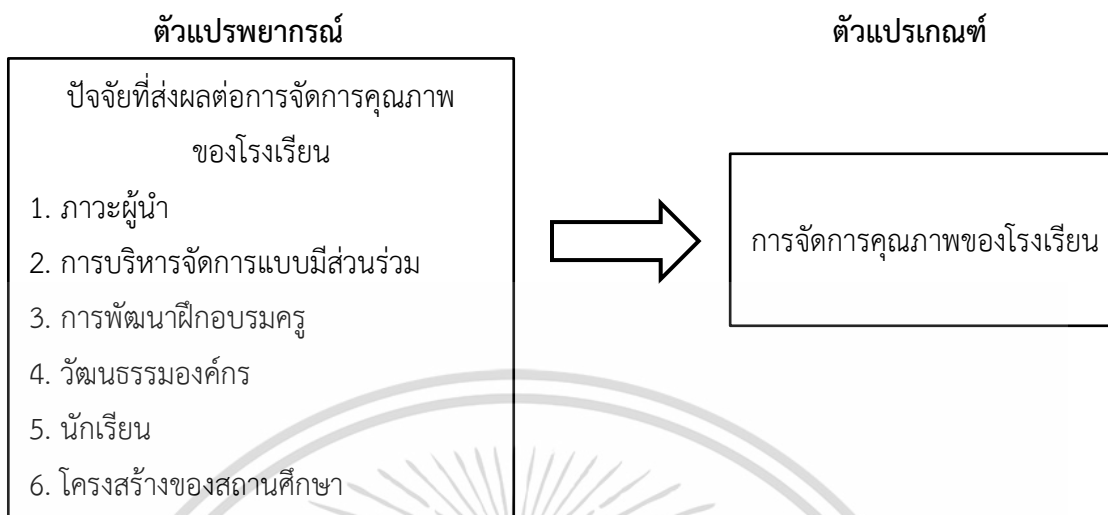 ตัวแปรพยากรณ์
ปัจจัยที่ส่งผลต่อการจัดการคุณภาพ
ของโรงเรียน
1. ภาวะผู้นำ
2. การบริหารจัดการแบบมีส่วนร่วม
3. การพัฒนาฝึกอบรมครู
4. วัฒนธรรมองค์กร
5. นักเรียน
6. โครงสร้างของสถานศึกษา
ตัวแปรเกณฑ์
การจัดการคุณภาพของโรงเรียน